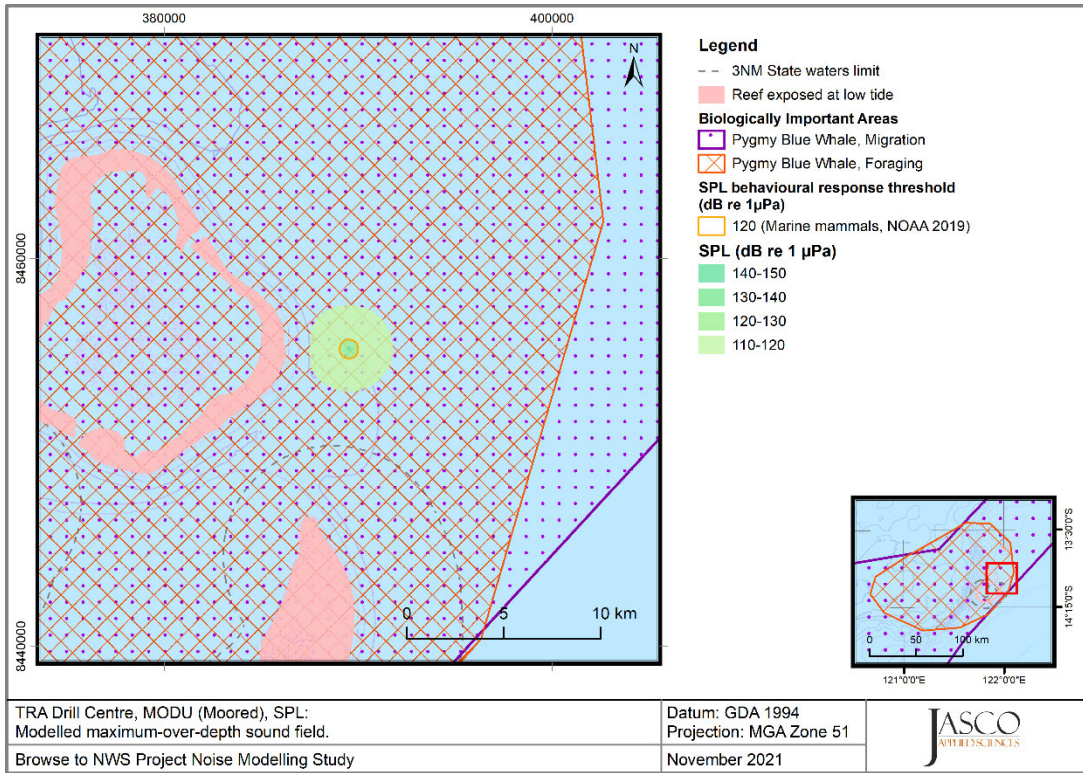 380000
400000
8460000
8440000
N
0 5 10 km
Legend
3NM State waters limit
Reef exposed at low tide
Biologically Important Areas
Pygmy Blue Whale, Migration
Pygmy Blue Whale, Foraging
SPL behavioural response threshold
(dB re 1µPa)
120 (Marine mammals, NOAA 2019)
SPL (dB re 1 µPa)
140-150
130-140
120-130
110-120
13°30'0"S
14°15'0"S
0 50 100 km
121°0'0"E
122°0'0"E
TRA Drill Centre, MODU (Moored), SPL:
Modelled maximum-over-depth sound field.
Browse to NWS Project Noise Modelling Study
Datum: GDA 1994
Projection: MGA Zone 51
November 2021
JASCO
APPLIED SCIENCES